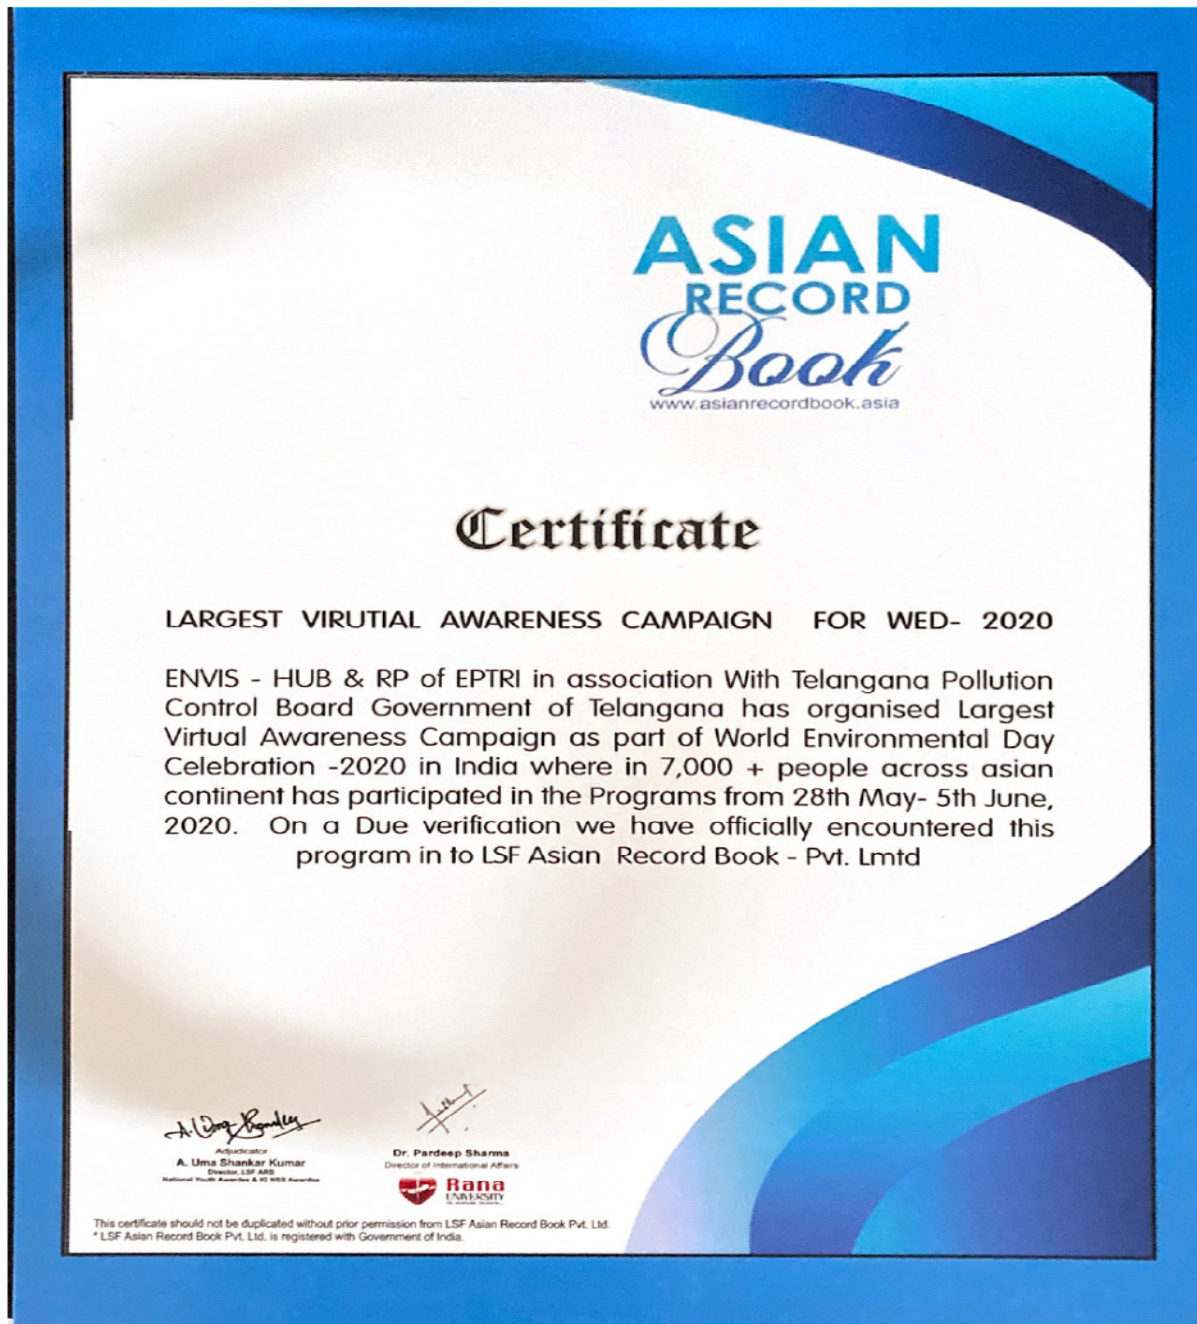 ASIAN
RECORD
Book
www.asianrecordbook.asia
Certificate
LARGEST VIRUTIAL AWARENESS CAMPAIGN FOR WED- 2020
ENVIS - HUB & RP of EPTRI in association With Telangana Pollution
Control Board Government of Telangana has organised Largest
Virtual Awareness Campaign as part of World Environmental Day
Celebration -2020 in India where in 7,000 + people across asian
continent has participated in the Programs from 28th May- 5th June,
2020. On a Due verification we have officially encountered this
program in to LSF Asian Record Book - Pvt. Lmtd
Adjudicator
A. Uma Shankar Kumar
Director, LSF ARB
National Youth Awardee & IG NSS Awardee
Dr. Pardeep Sharma
Director of International Affairs
Rana
UNIVERSITY
This certificate should not be duplicated without prior permission from LSF Asian Record Book Pvt. Ltd.
* LSF Asian Record Book Pvt. Ltd. is registered with Government of India.